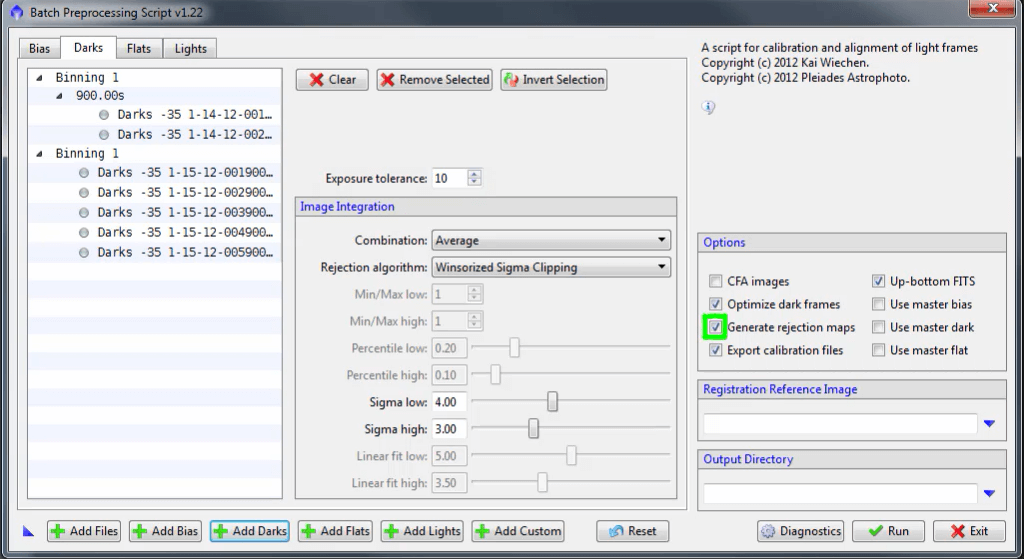 Batch Preprocessing Script v1.22
Bias Darks Flats Lights
Binning 1
900.00s
Darks -35 1-14-12-001...
Darks -35 1-14-12-002...
Binning 1
Darks -35 1-15-12-001900...
Darks -35 1-15-12-002900...
Darks -35 1-15-12-003900...
Darks -35 1-15-12-004900...
Darks -35 1-15-12-005900...
Clear Remove Selected Invert Selection
Exposure tolerance: 10
Image Integration
Combination: Average
Rejection algorithm: Winsorized Sigma Clipping
Min/Max low: 1
Min/Max high: 1
Percentile low: 0.20
Percentile high: 0.10
Sigma low: 4.00
Sigma high: 3.00
Linear fit low: 5.00
Linear fit high: 3.50
A script for calibration and alignment of light frames
Copyright (c) 2012 Kai Wiechen.
Copyright (c) 2012 Pleiades Astrophoto.
Options
CFA images Up-bottom FITS
Optimize dark frames Use master bias
Generate rejection maps Use master dark
Export calibration files Use master flat
Registration Reference Image
Output Directory
Add Files Add Bias Add Darks Add Flats Add Lights Add Custom Reset Diagnostics Run Exit